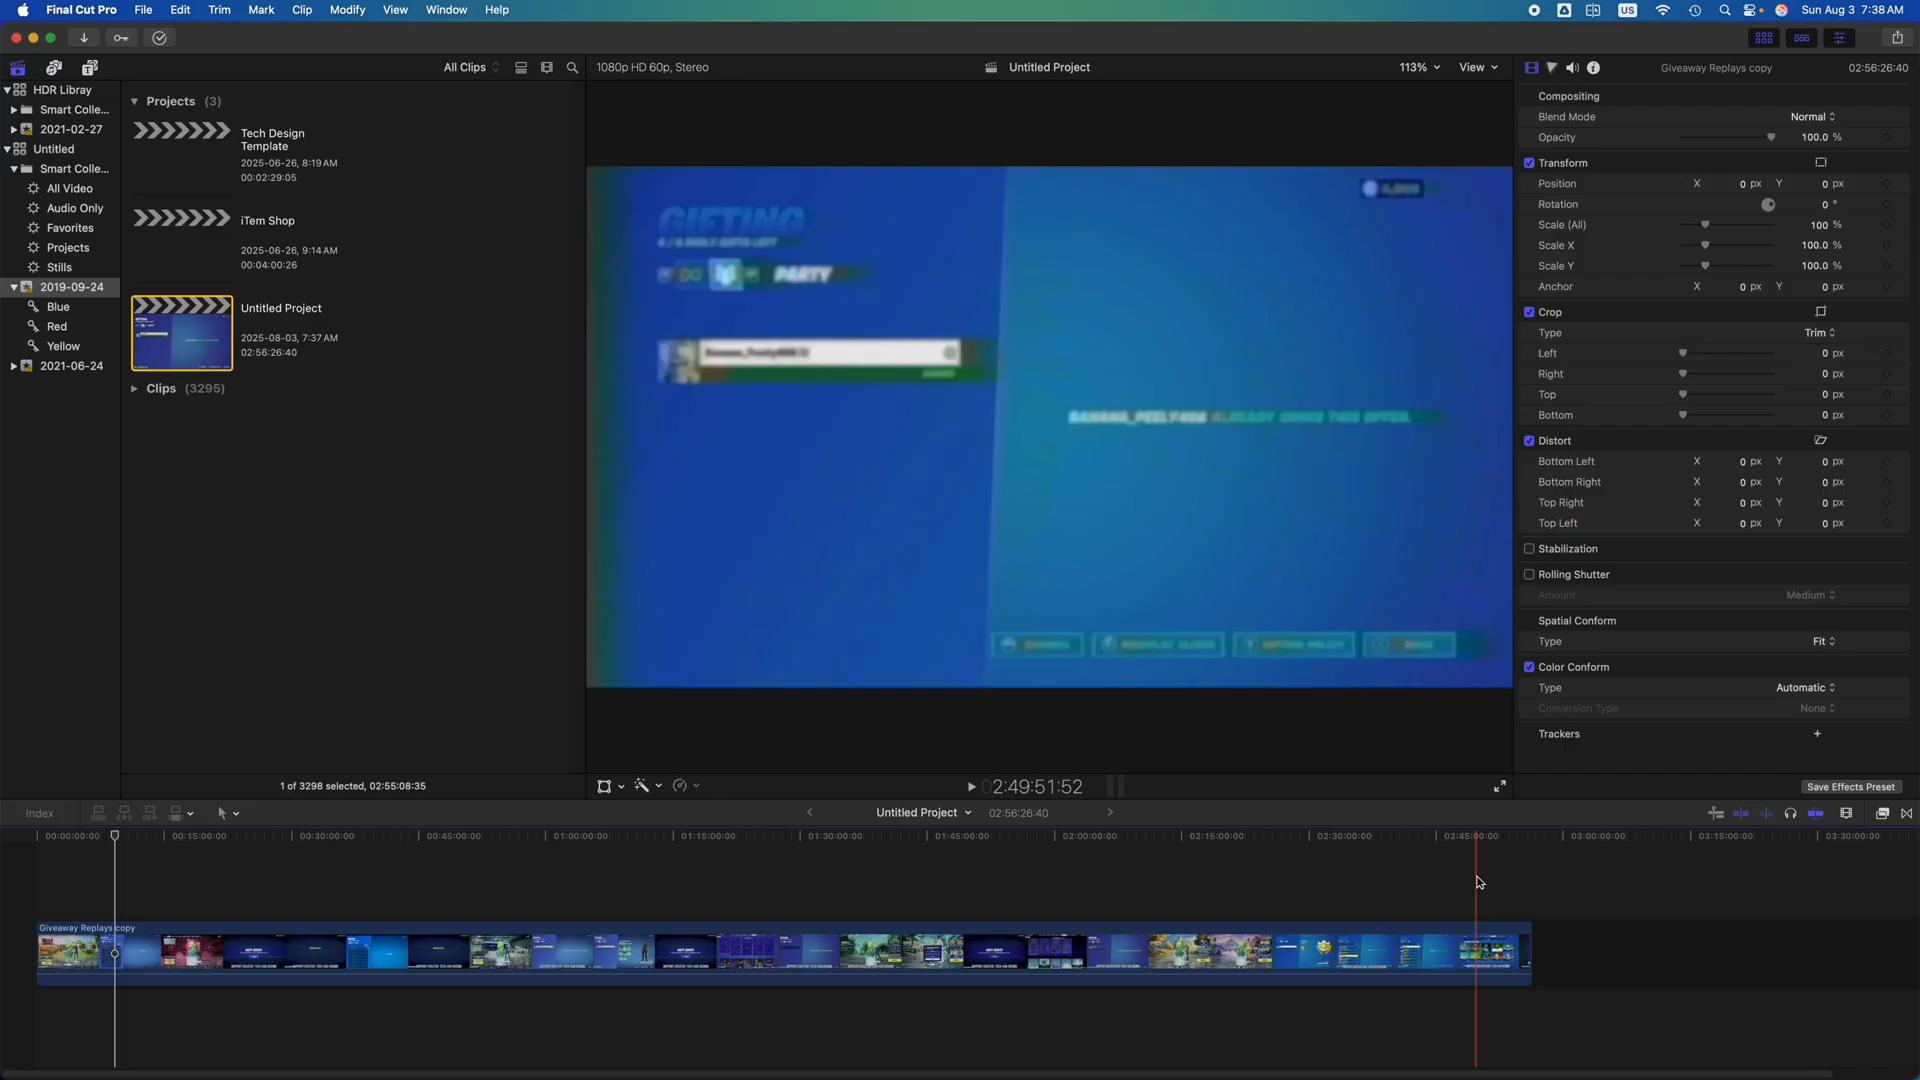 Final Cut Pro File Edit Trim Mark Clip Modify View Window Help US Sun Aug 3 7:38 AM
All Clips 1080p HD 60p, Stereo Untitled Project 113% View Giveaway Replays copy 02:56:26:40
HDR Libray
Smart Colle...
2021-02-27
Untitled
Smart Colle...
All Video
Audio Only
Favorites
Projects
Stills
2019-09-24
Blue
Red
Yellow
2021-06-24
Projects (3)
Tech Design
Template
2025-06-26, 8:19 AM
00:02:29:05
iTem Shop
2025-06-26, 9:14 AM
00:04:00:26
Untitled Project
2025-08-03, 7:37 AM
02:56:26:40
Clips (3295)
1 of 3298 selected, 02:55:08:35
GIFTING
PARTY
ALREADY OWNS THIS OFFER.
02:49:51:52
Compositing
Blend Mode Normal
Opacity 100.0 %
Transform
Position X 0 px Y 0 px
Rotation 0 °
Scale (All) 100 %
Scale X 100.0 %
Scale Y 100.0 %
Anchor X 0 px Y 0 px
Crop
Type Trim
Left 0 px
Right 0 px
Top 0 px
Bottom 0 px
Distort
Bottom Left X 0 px Y 0 px
Bottom Right X 0 px Y 0 px
Top Right X 0 px Y 0 px
Top Left X 0 px Y 0 px
Stabilization
Rolling Shutter
Amount Medium
Spatial Conform
Type Fit
Color Conform
Type Automatic
Conversion Type None
Trackers +
Save Effects Preset
Index Untitled Project 02:56:26:40
00:00:00:00 00:15:00:00 00:30:00:00 00:45:00:00 01:00:00:00 01:15:00:00 01:30:00:00 01:45:00:00 02:00:00:00 02:15:00:00 02:30:00:00 02:45:00:00 03:00:00:00 03:15:00:00 03:30:00:00
Giveaway Replays copy